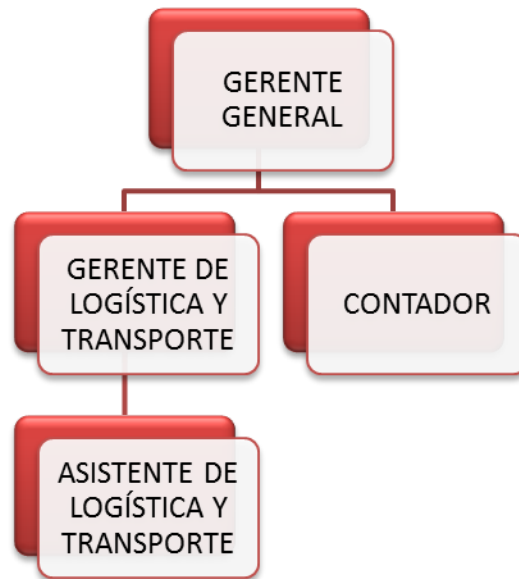 GERENTE
GENERAL
GERENTE DE
LOGÍSTICA Y
TRANSPORTE
CONTADOR
ASISTENTE DE
LOGÍSTICA Y
TRANSPORTE